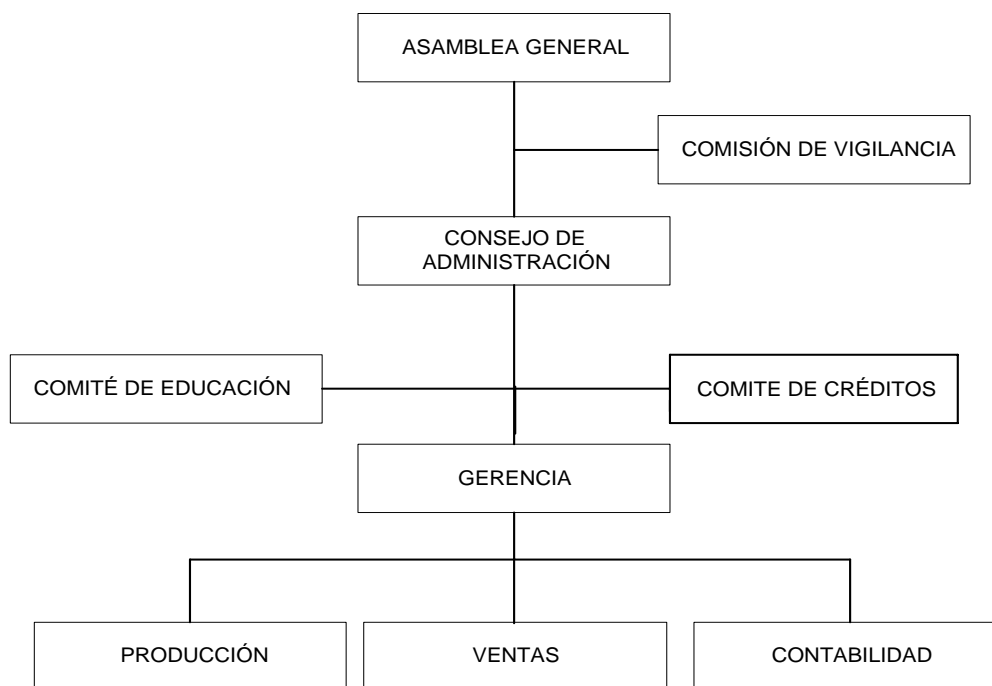 ASAMBLEA GENERAL
COMISIÓN DE VIGILANCIA
CONSEJO DE
ADMINISTRACIÓN
COMITÉ DE EDUCACIÓN
COMITE DE CRÉDITOS
GERENCIA
PRODUCCIÓN
VENTAS
CONTABILIDAD